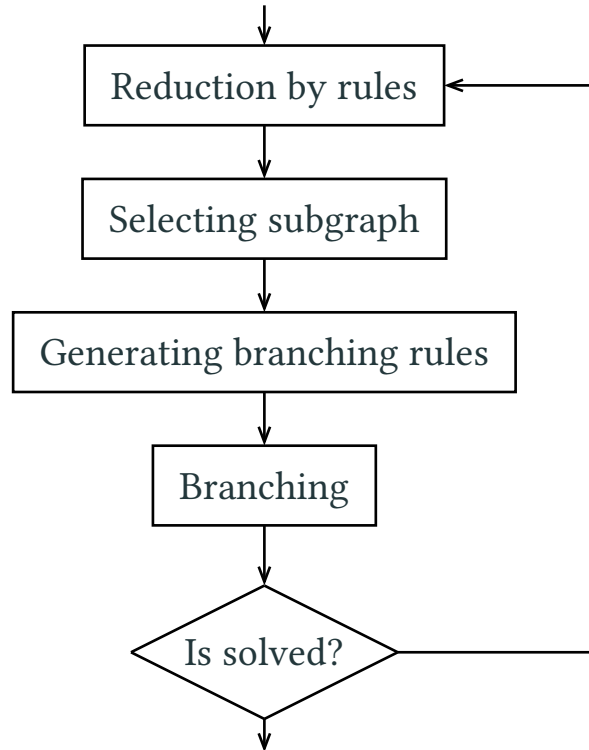 Reduction by rules
Selecting subgraph
Generating branching rules
Branching
Is solved?